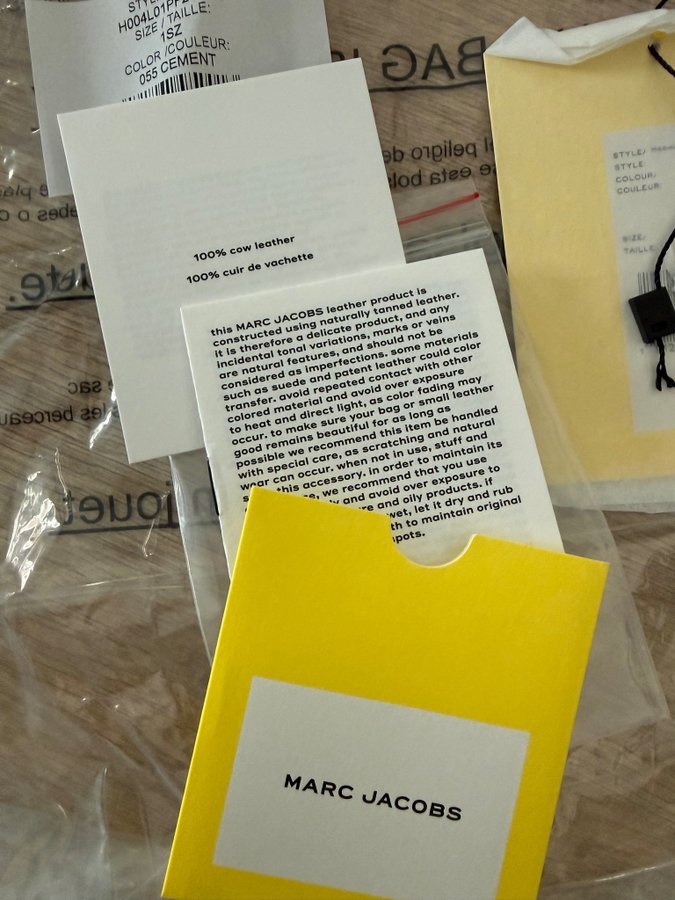 H004L01PF2
SIZE / TAILLE:
1SZ
COLOR /COULEUR:
055 CEMENT
BAG
el peligro de
se esta bols
100% cow leather
100% cuir de vachette
this MARC JACOBS leather product is
constructed using naturally tanned leather.
it is therefore a delicate product, and any
incidental tonal variations, marks or veins
are natural features, and should not be
considered as imperfections. some materials
such as suede and patent leather could color
transfer. avoid repeated contact with other
colored material and avoid over exposure
to heat and direct light, as color fading may
occur. to make sure your bag or small leather
good remains beautiful for as long as
possible we recommend this item be handled
with special care, as scratching and natural
wear can occur. when not in use, stuff and
this accessory. in order to maintain its
we recommend that you use
and avoid over exposure to
and oily products. if
wet, let it dry and rub
to maintain original
spots.
STYLE/
STYLE:
COLOUR/
COULEUR:
SIZE/
TAILLE:
ce sac
les berceau
jouet
MARC JACOBS